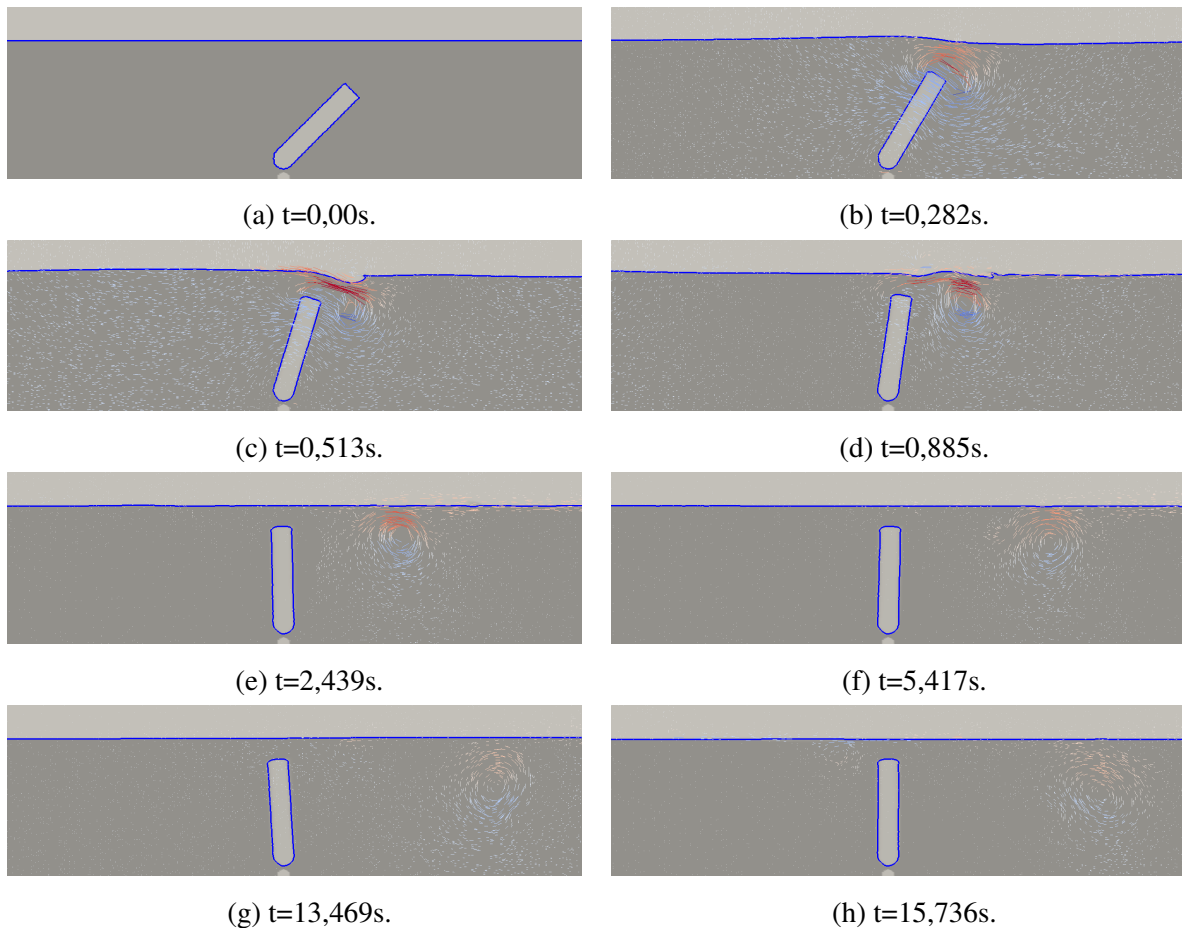 (a) t=0,00s.
(b) t=0,282s.
(c) t=0,513s.
(d) t=0,885s.
(e) t=2,439s.
(f) t=5,417s.
(g) t=13,469s.
(h) t=15,736s.